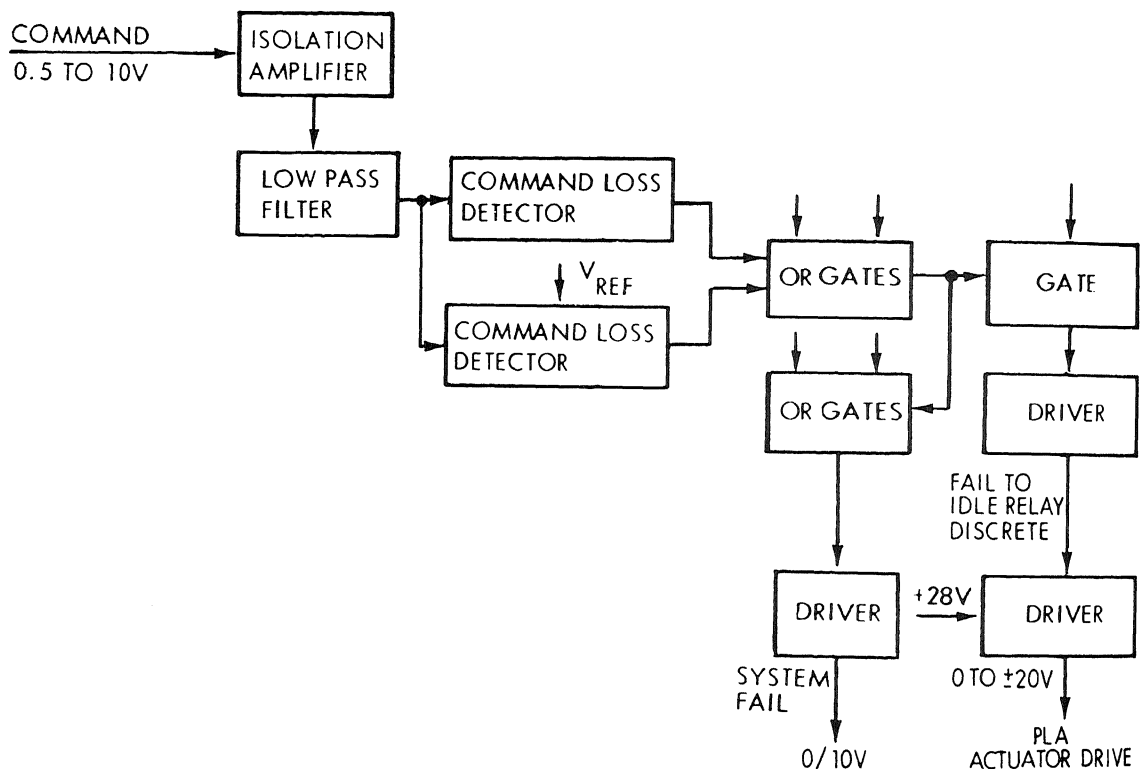 COMMAND
0.5 TO 10V
ISOLATION
AMPLIFIER
LOW PASS
FILTER
COMMAND LOSS
DETECTOR
VREF
COMMAND LOSS
DETECTOR
OR GATES
GATE
OR GATES
DRIVER
FAIL TO
IDLE RELAY
DISCRETE
DRIVER
+28V
DRIVER
SYSTEM
FAIL
0 TO ±20V
0/10V
PLA
ACTUATOR DRIVE